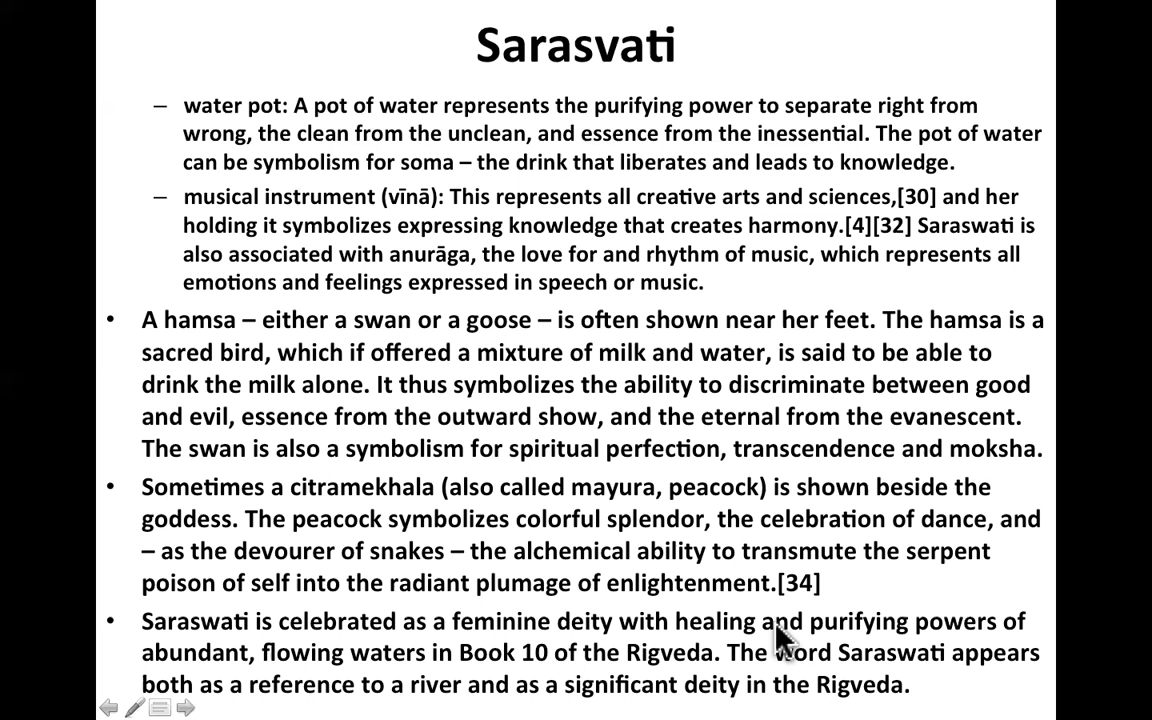 Sarasvati
– water pot: A pot of water represents the purifying power to separate right from
wrong, the clean from the unclean, and essence from the inessential. The pot of water
can be symbolism for soma – the drink that liberates and leads to knowledge.
– musical instrument (vīnā): This represents all creative arts and sciences,[30] and her
holding it symbolizes expressing knowledge that creates harmony.[4][32] Saraswati is
also associated with anurāga, the love for and rhythm of music, which represents all
emotions and feelings expressed in speech or music.
• A hamsa – either a swan or a goose – is often shown near her feet. The hamsa is a
sacred bird, which if offered a mixture of milk and water, is said to be able to
drink the milk alone. It thus symbolizes the ability to discriminate between good
and evil, essence from the outward show, and the eternal from the evanescent.
The swan is also a symbolism for spiritual perfection, transcendence and moksha.
• Sometimes a citramekhala (also called mayura, peacock) is shown beside the
goddess. The peacock symbolizes colorful splendor, the celebration of dance, and
– as the devourer of snakes – the alchemical ability to transmute the serpent
poison of self into the radiant plumage of enlightenment.[34]
• Saraswati is celebrated as a feminine deity with healing and purifying powers of
abundant, flowing waters in Book 10 of the Rigveda. The word Saraswati appears
both as a reference to a river and as a significant deity in the Rigveda.